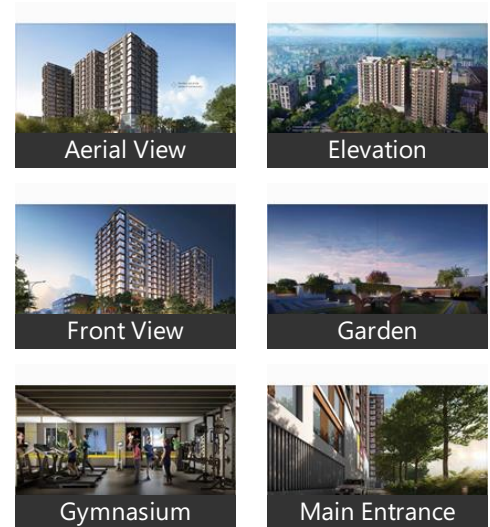 Aerial View
Elevation
Front View
Garden
Gymnasium
Main Entrance